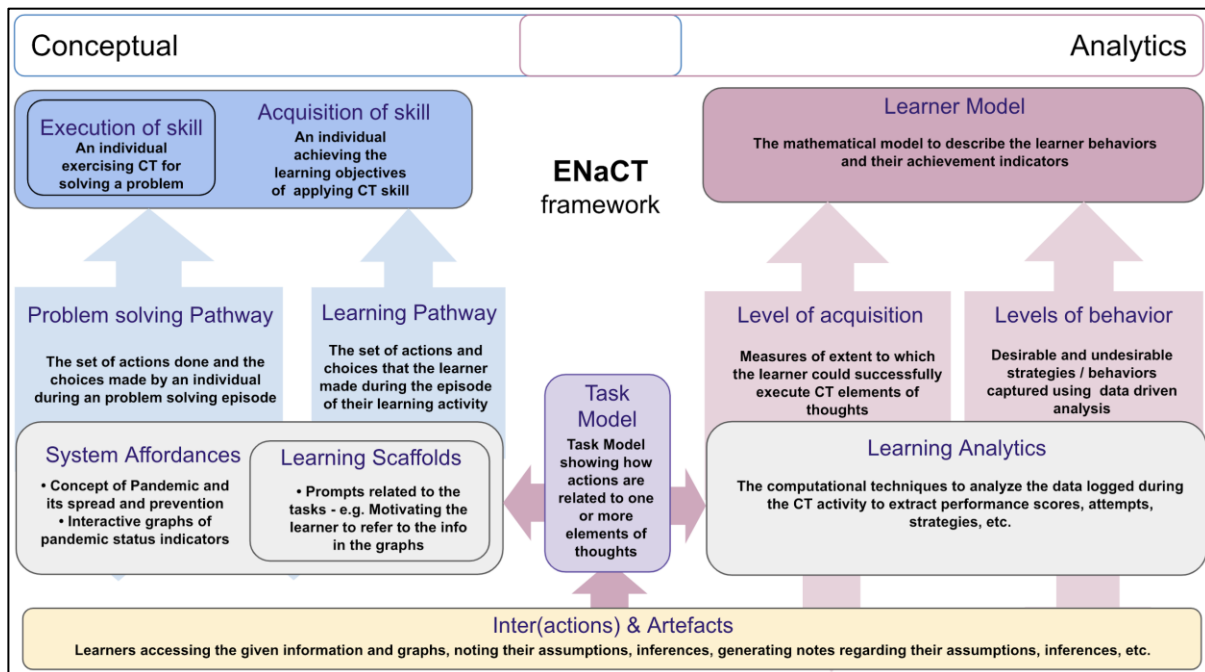 Conceptual
Analytics
Execution of skill
An individual
exercising CT for
solving a problem
Acquisition of skill
An individual
achieving the
learning objectives
of applying CT skill
ENaCT
framework
Learner Model
The mathematical model to describe the learner behaviors
and their achievement indicators
Problem solving Pathway
The set of actions done and the
choices made by an individual
during an problem solving episode
Learning Pathway
The set of actions and
choices that the learner
made during the episode
of their learning activity
Level of acquisition
Measures of extent to which
the learner could successfully
execute CT elements of
thoughts
Levels of behavior
Desirable and undesirable
strategies / behaviors
captured using data driven
analysis
System Affordances
• Concept of Pandemic and
its spread and prevention
• Interactive graphs of
pandemic status indicators
Learning Scaffolds
• Prompts related to the
tasks - e.g. Motivating the
learner to refer to the info
in the graphs
Task
Model
Task Model
showing how
actions are
related to one
or more
elements of
thoughts
Learning Analytics
The computational techniques to analyze the data logged during
the CT activity to extract performance scores, attempts,
strategies, etc.
Inter(actions) & Artefacts
Learners accessing the given information and graphs, noting their assumptions, inferences, generating notes regarding their assumptions, inferences, etc.